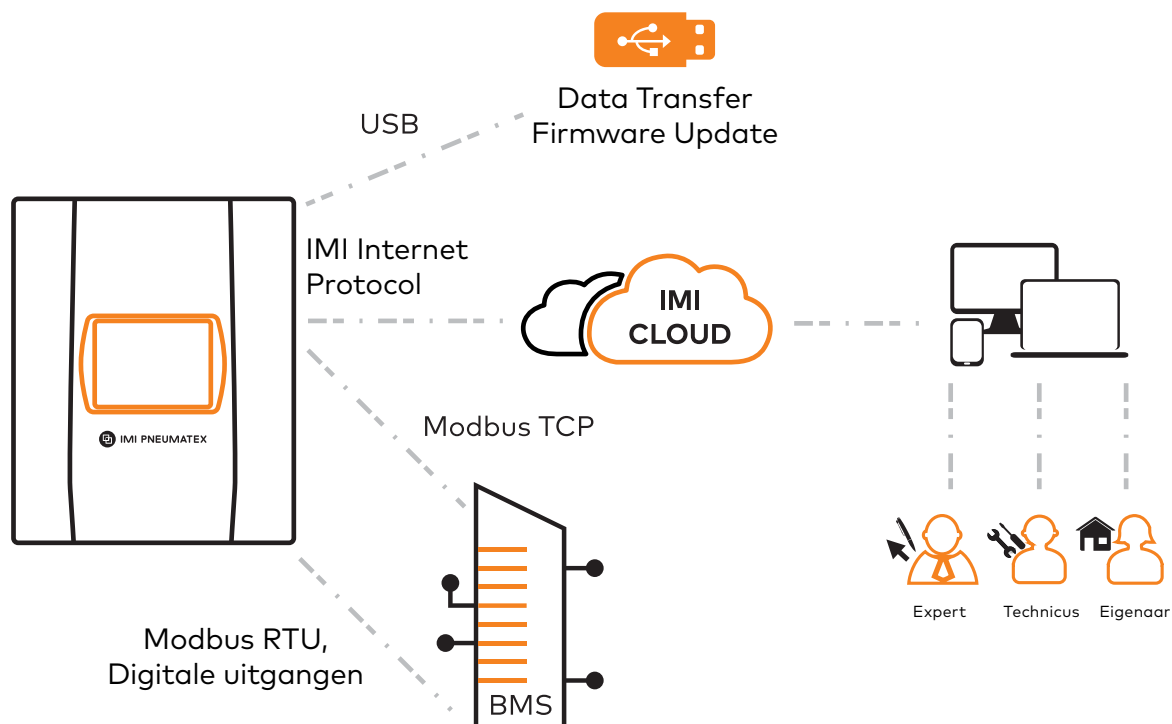 Data Transfer
Firmware Update
USB
IMI Internet
Protocol
IMI
CLOUD
IMI PNEUMATEX
Modbus TCP
Modbus RTU,
Digitale uitgangen
BMS
Expert
Technicus
Eigenaar